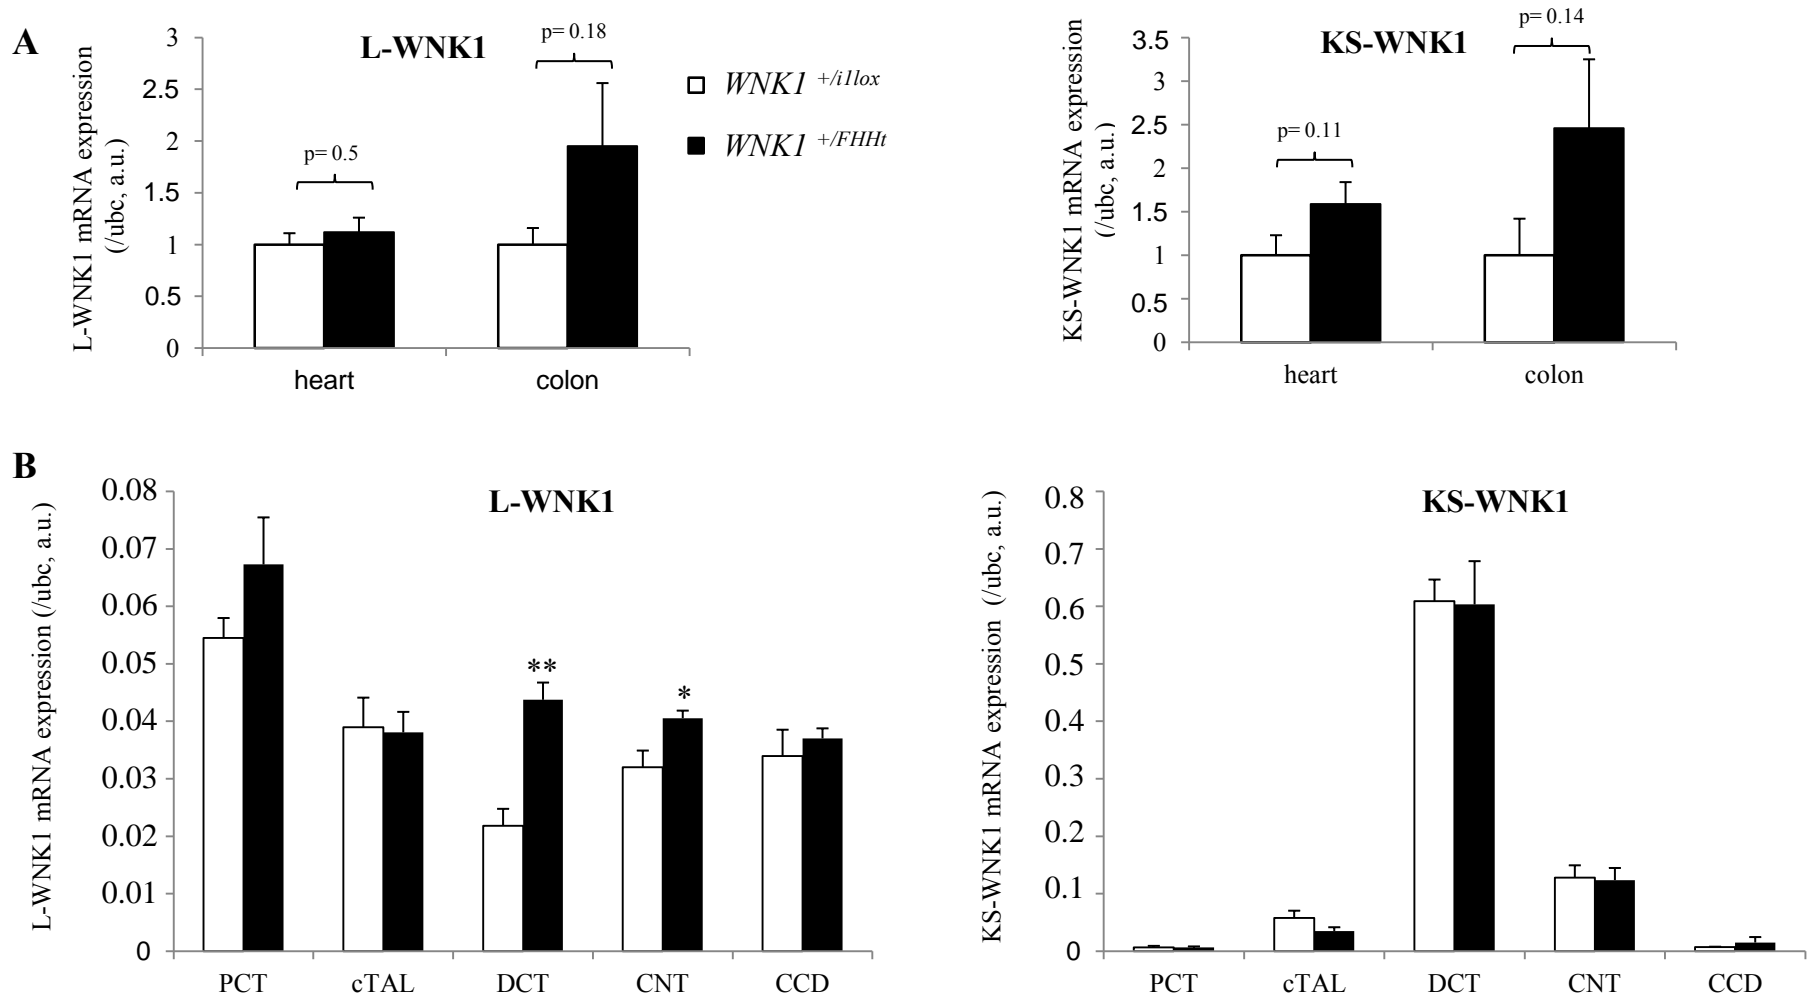 A
L-WNK1
L-WNK1 mRNA expression
(/ubc, a.u.)
3
2.5
2
1.5
1
0.5
0
p= 0.5
p= 0.18
heart
colon
WNK1 +/i1lox
WNK1 +/FHHt
KS-WNK1
KS-WNK1 mRNA expression
(/ubc, a.u.)
3.5
3
2.5
2
1.5
1
0.5
0
p= 0.11
p= 0.14
heart
colon
B
L-WNK1
L-WNK1 mRNA expression (/ubc, a.u.)
0.08
0.07
0.06
0.05
0.04
0.03
0.02
0.01
0
**
*
PCT
cTAL
DCT
CNT
CCD
KS-WNK1
KS-WNK1 mRNA expression (/ubc, a.u.)
0.8
0.7
0.6
0.5
0.4
0.3
0.2
0.1
0
PCT
cTAL
DCT
CNT
CCD